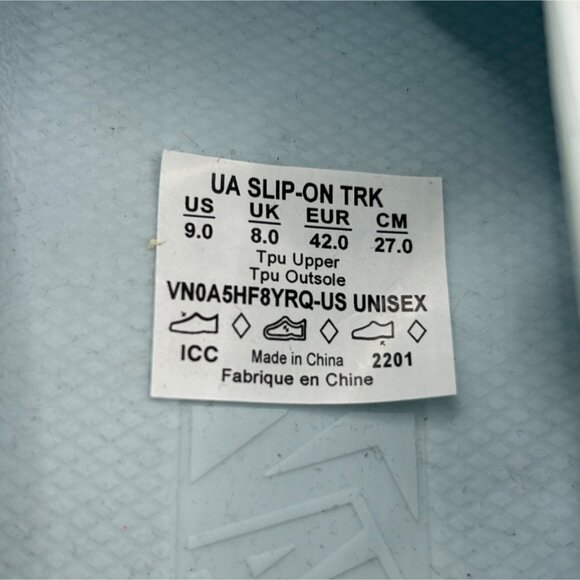 UA SLIP-ON TRK
US UK EUR CM
9.0 8.0 42.0 27.0
Tpu Upper
Tpu Outsole
VN0A5HF8YRQ-US UNISEX
ICC Made in China 2201
Fabrique en Chine